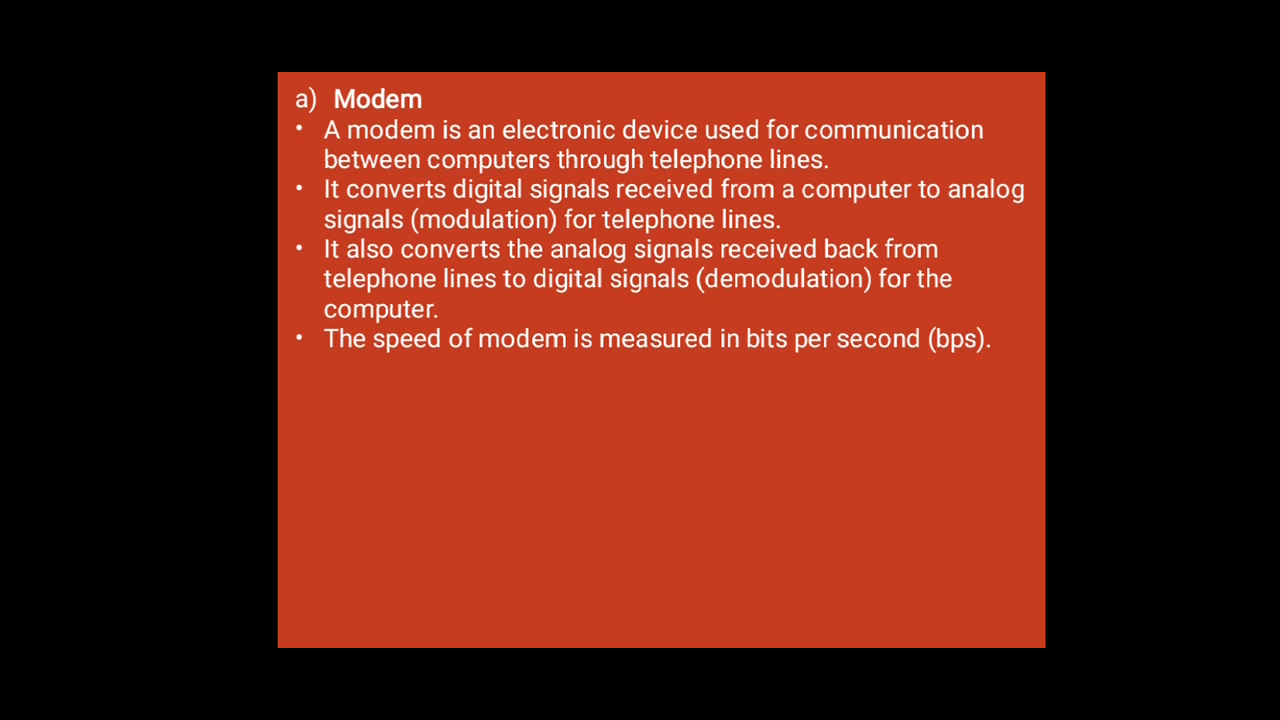 a) Modem
• A modem is an electronic device used for communication
between computers through telephone lines.
• It converts digital signals received from a computer to analog
signals (modulation) for telephone lines.
• It also converts the analog signals received back from
telephone lines to digital signals (demodulation) for the
computer.
• The speed of modem is measured in bits per second (bps).